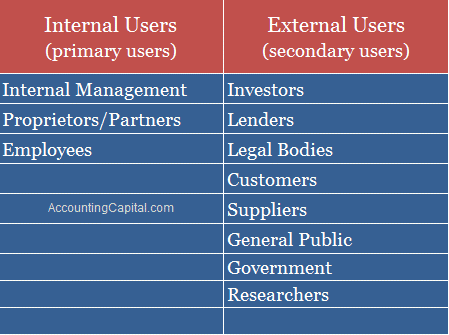 Internal Users
(primary users)
External Users
(secondary users)
Internal Management
Investors
Proprietors/Partners
Lenders
Employees
Legal Bodies
Customers
AccountingCapital.com
Suppliers
General Public
Government
Researchers